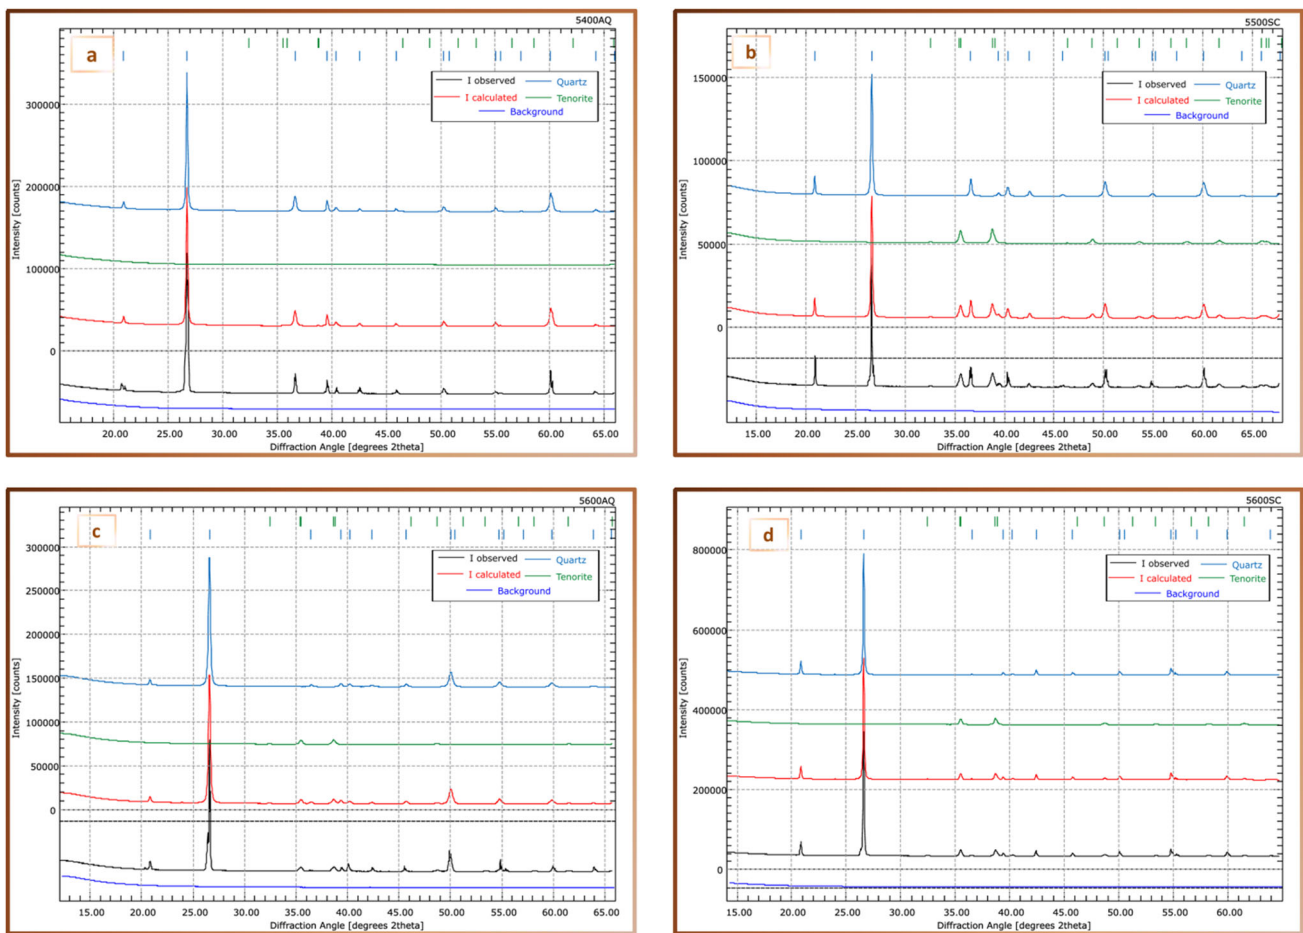 5400AQ
a
I observed Quartz
I calculated Tenorite
Background
Intensity [counts]
300000
200000
100000
0
20.00 25.00 30.00 35.00 40.00 45.00 50.00 55.00 60.00 65.00
Diffraction Angle [degrees 2theta]
5500SC
b
I observed Quartz
I calculated Tenorite
Background
Intensity [counts]
150000
100000
50000
0
15.00 20.00 25.00 30.00 35.00 40.00 45.00 50.00 55.00 60.00 65.00
Diffraction Angle [degrees 2theta]
5600AQ
c
I observed Quartz
I calculated Tenorite
Background
Intensity [counts]
300000
250000
200000
150000
100000
50000
0
15.00 20.00 25.00 30.00 35.00 40.00 45.00 50.00 55.00 60.00 65.00
Diffraction Angle [degrees 2theta]
5600SC
d
I observed Quartz
I calculated Tenorite
Background
Intensity [counts]
800000
600000
400000
200000
0
14.00 20.00 25.00 30.00 35.00 40.00 45.00 50.00 55.00 60.00 64.00
Diffraction Angle [degrees 2theta]